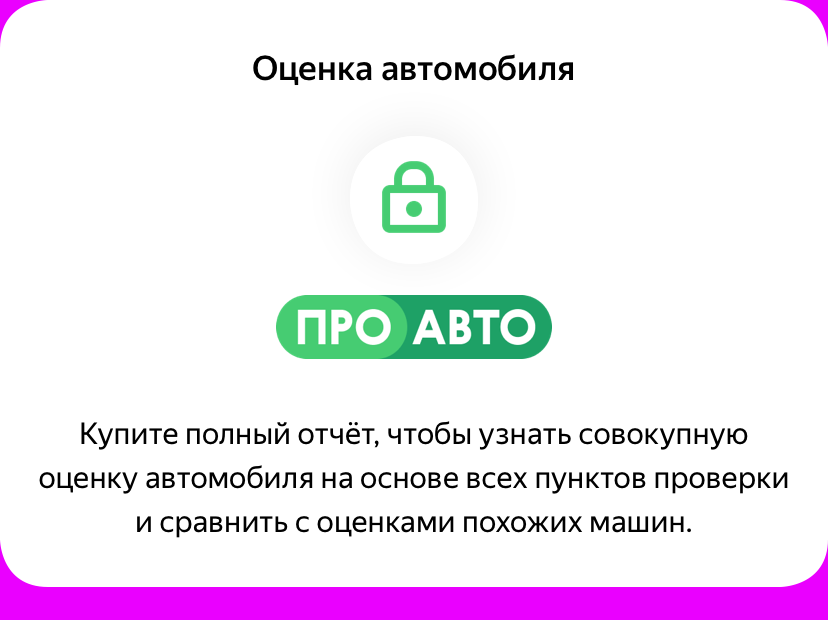 Оценка автомобиля
ПРО АВТО
Купите полный отчёт, чтобы узнать совокупную
оценку автомобиля на основе всех пунктов проверки
и сравнить с оценками похожих машин.